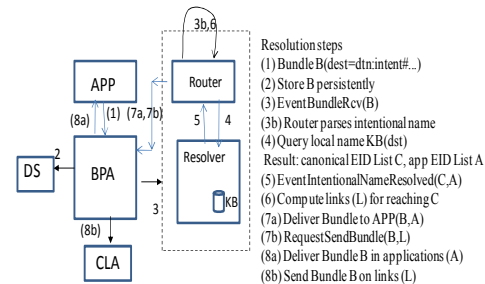 3b,6
Router
APP
(8a)
(1)
(7a,7b)
5
4
Resolver
KB
DS
2
BPA
3
(8b)
CLA
Resolution steps
(1) Bundle B(dest=dtn:intent#...)
(2) Store B persistently
(3) EventBundleRcv(B)
(3b) Router parses intentional name
(4) Query local name KB(dst)
Result: canonical EID List C, app EID List A
(5) EventIntentionalNameResolved(C,A)
(6) Compute links (L) for reaching C
(7a) Deliver Bundle to APP(B,A)
(7b) RequestSendBundle(B,L)
(8a) Deliver Bundle B in applications (A)
(8b) Send Bundle B on links (L)